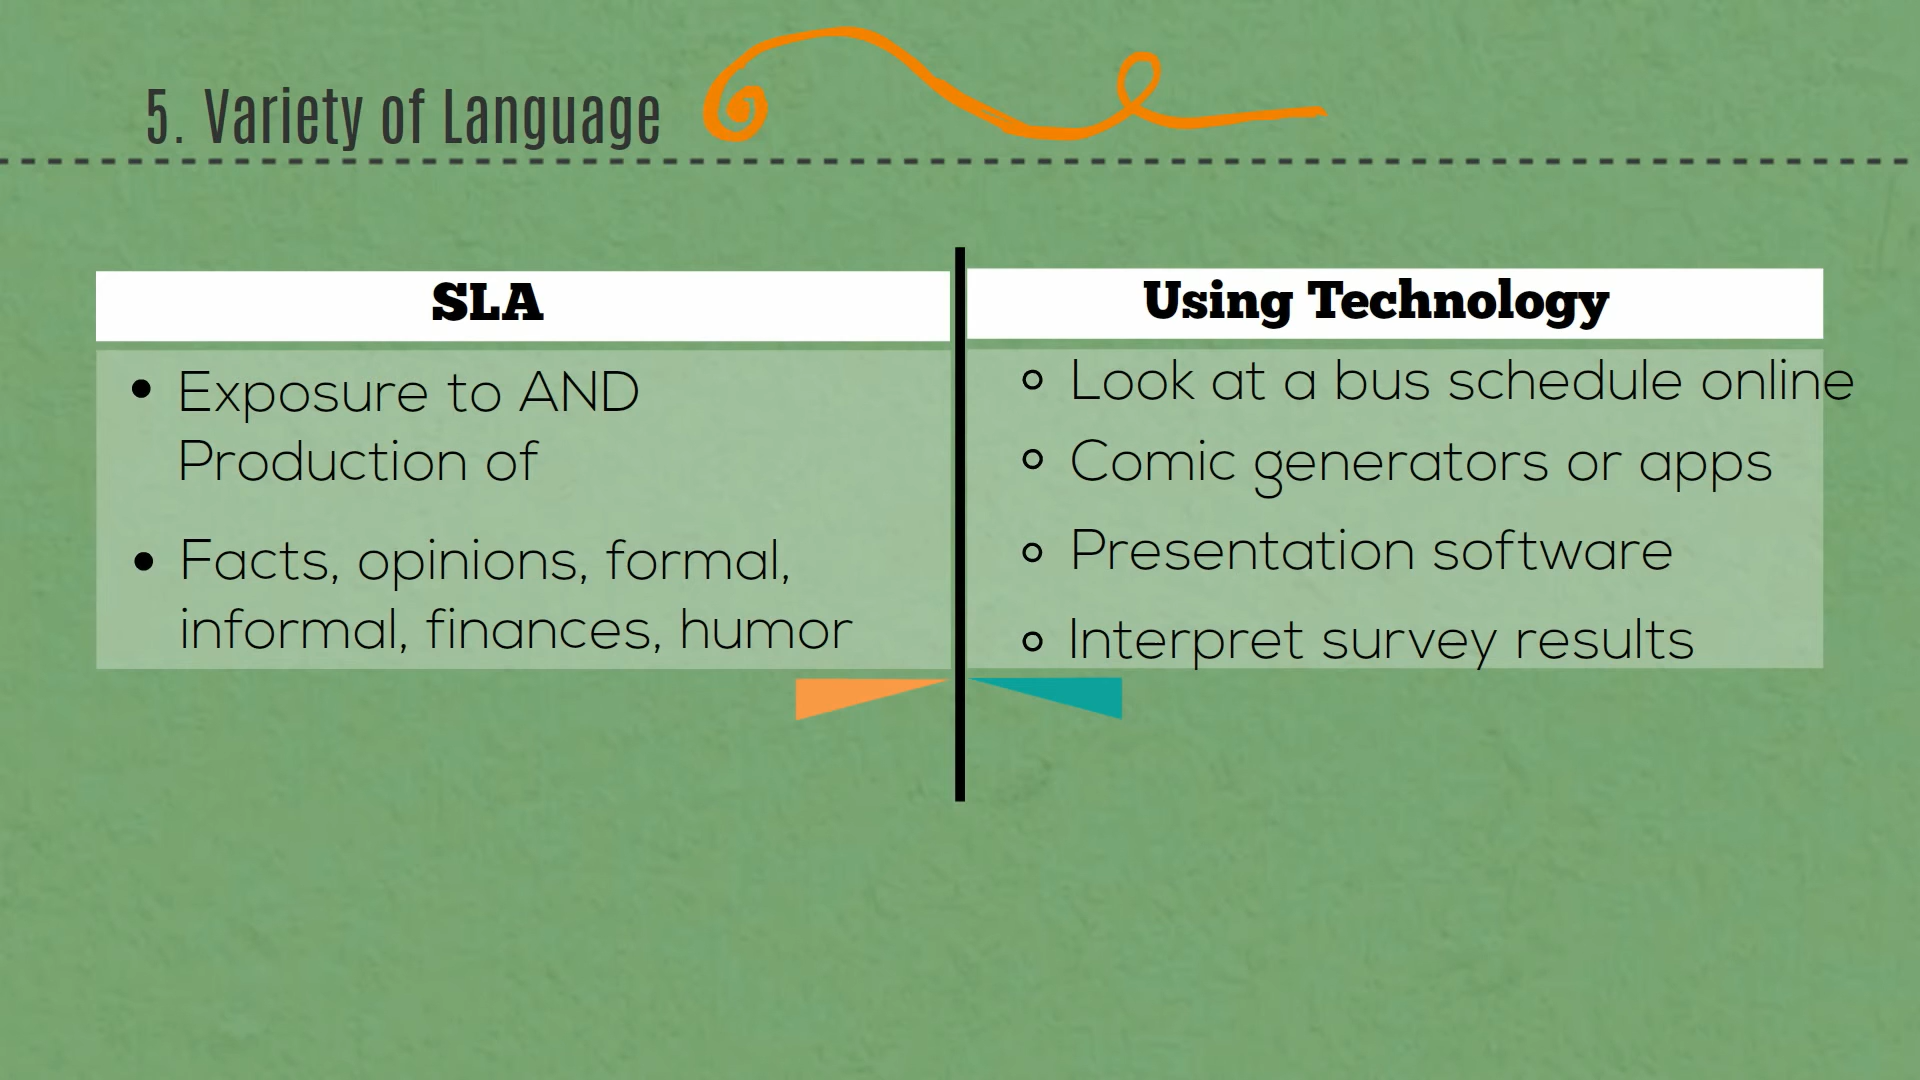 5. Variety of Language
SLA
• Exposure to AND
Production of
• Facts, opinions, formal,
informal, finances, humor
Using Technology
Look at a bus schedule online
Comic generators or apps
Presentation software
Interpret survey results